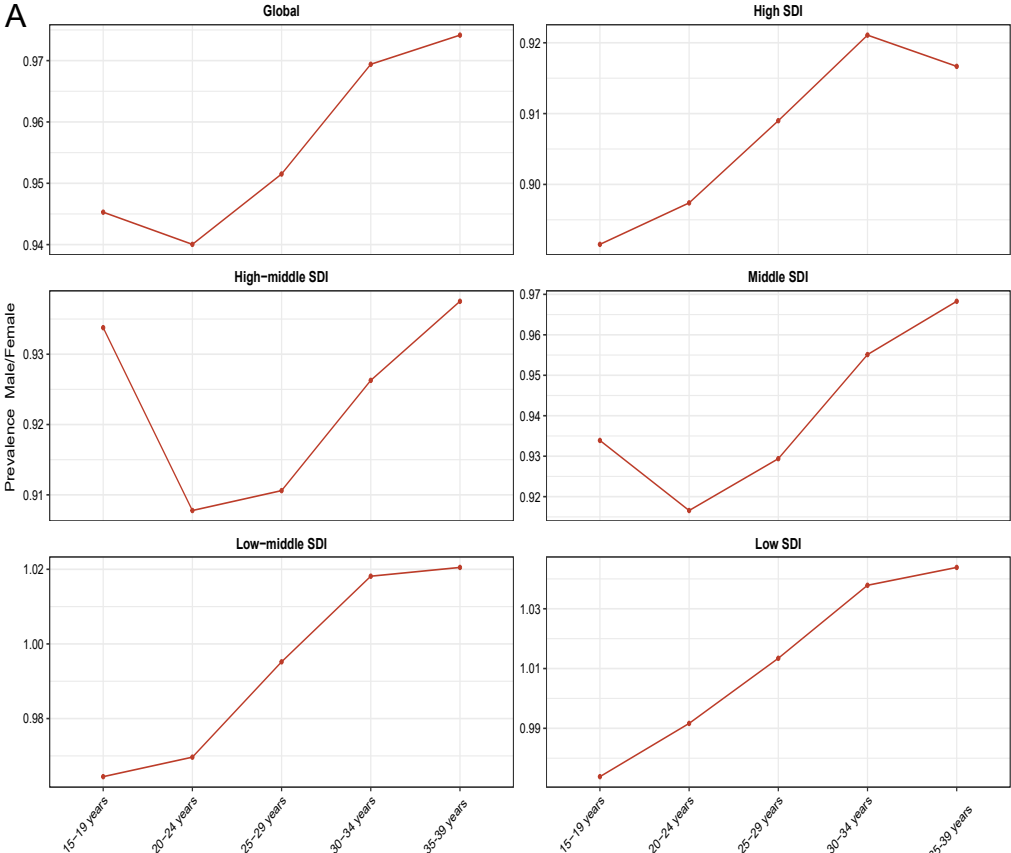 A
Global
High SDI
0.97
0.96
0.95
0.94
0.92
0.91
0.90
High−middle SDI
Middle SDI
Prevalence Male/Female
0.93
0.92
0.91
0.97
0.96
0.95
0.94
0.93
0.92
Low−middle SDI
Low SDI
1.02
1.00
0.98
1.03
1.01
0.99
15−19 years
20−24 years
25−29 years
30−34 years
35-39 years
15−19 years
20−24 years
25−29 years
30−34 years
35-39 years